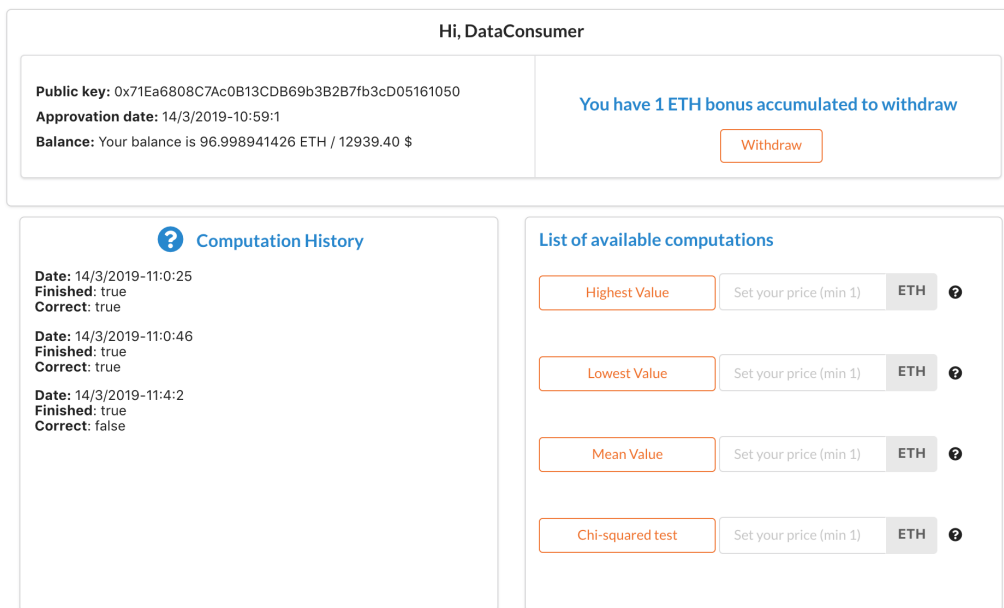 Hi, DataConsumer
Public key: 0x71Ea6808C7Ac0B13CDB69b3B2B7fb3cD05161050
Approvation date: 14/3/2019-10:59:1
Balance: Your balance is 96.998941426 ETH / 12939.40 $
You have 1 ETH bonus accumulated to withdraw
Withdraw
Computation History
Date: 14/3/2019-11:0:25
Finished: true
Correct: true
Date: 14/3/2019-11:0:46
Finished: true
Correct: true
Date: 14/3/2019-11:4:2
Finished: true
Correct: false
List of available computations
Highest Value Set your price (min 1) ETH
Lowest Value Set your price (min 1) ETH
Mean Value Set your price (min 1) ETH
Chi-squared test Set your price (min 1) ETH